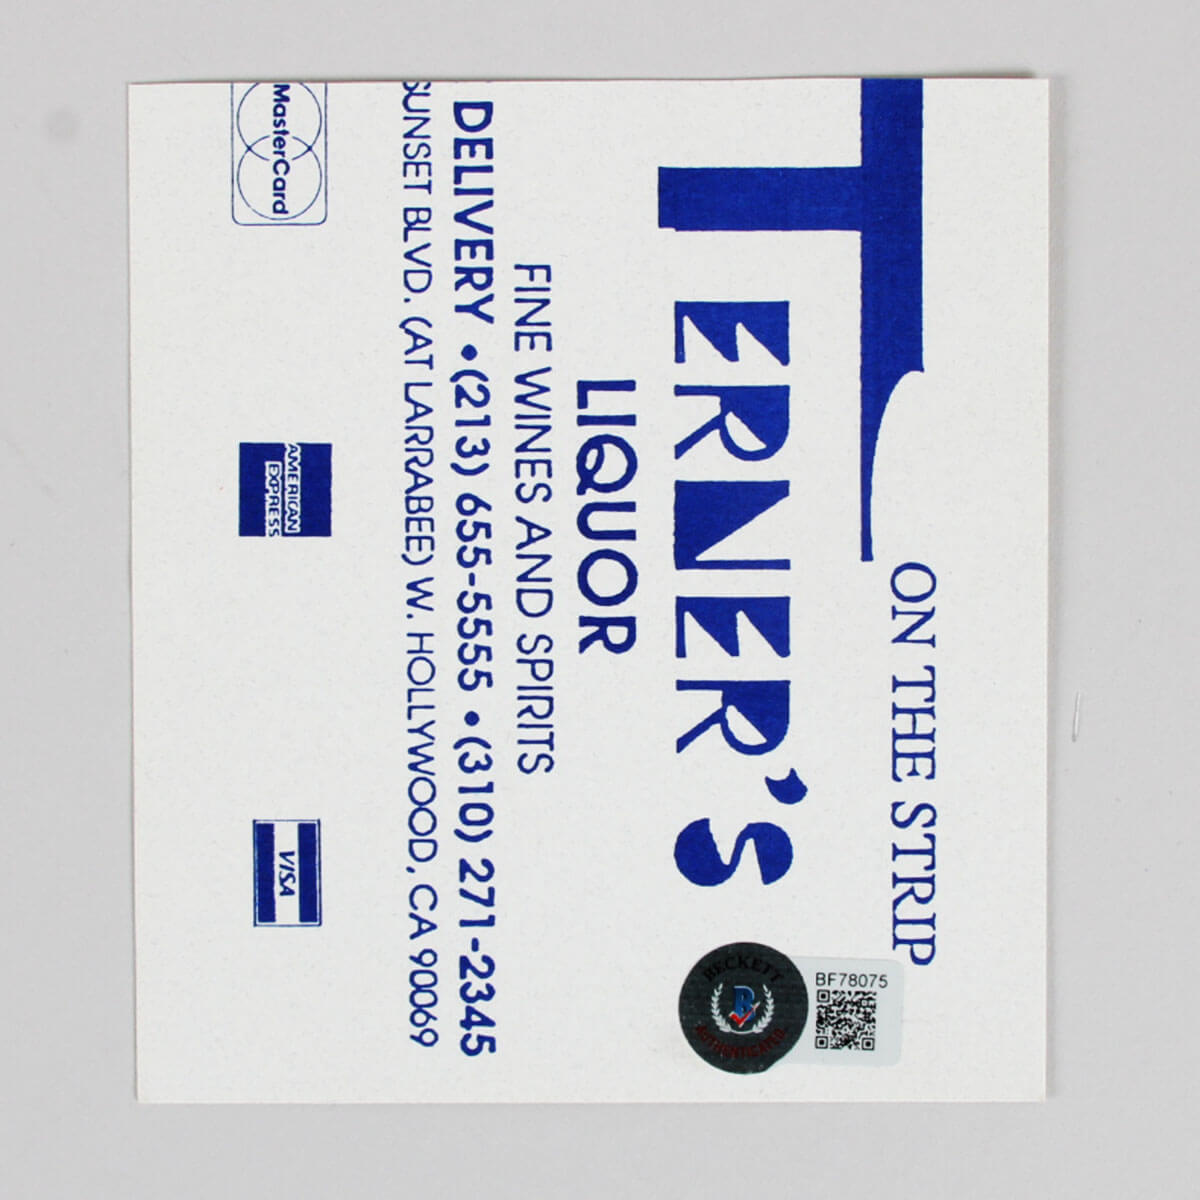 ON THE STRIP
TERNER'S
LIQUOR
FINE WINES AND SPIRITS
DELIVERY • (213) 655-5555 • (310) 271-2345
SUNSET BLVD. (AT LARRABEE) W. HOLLYWOOD, CA 90069
MasterCard
AMERICAN
EXPRESS
VISA
BECKETT
B
AUTHENTICATED
BF78075